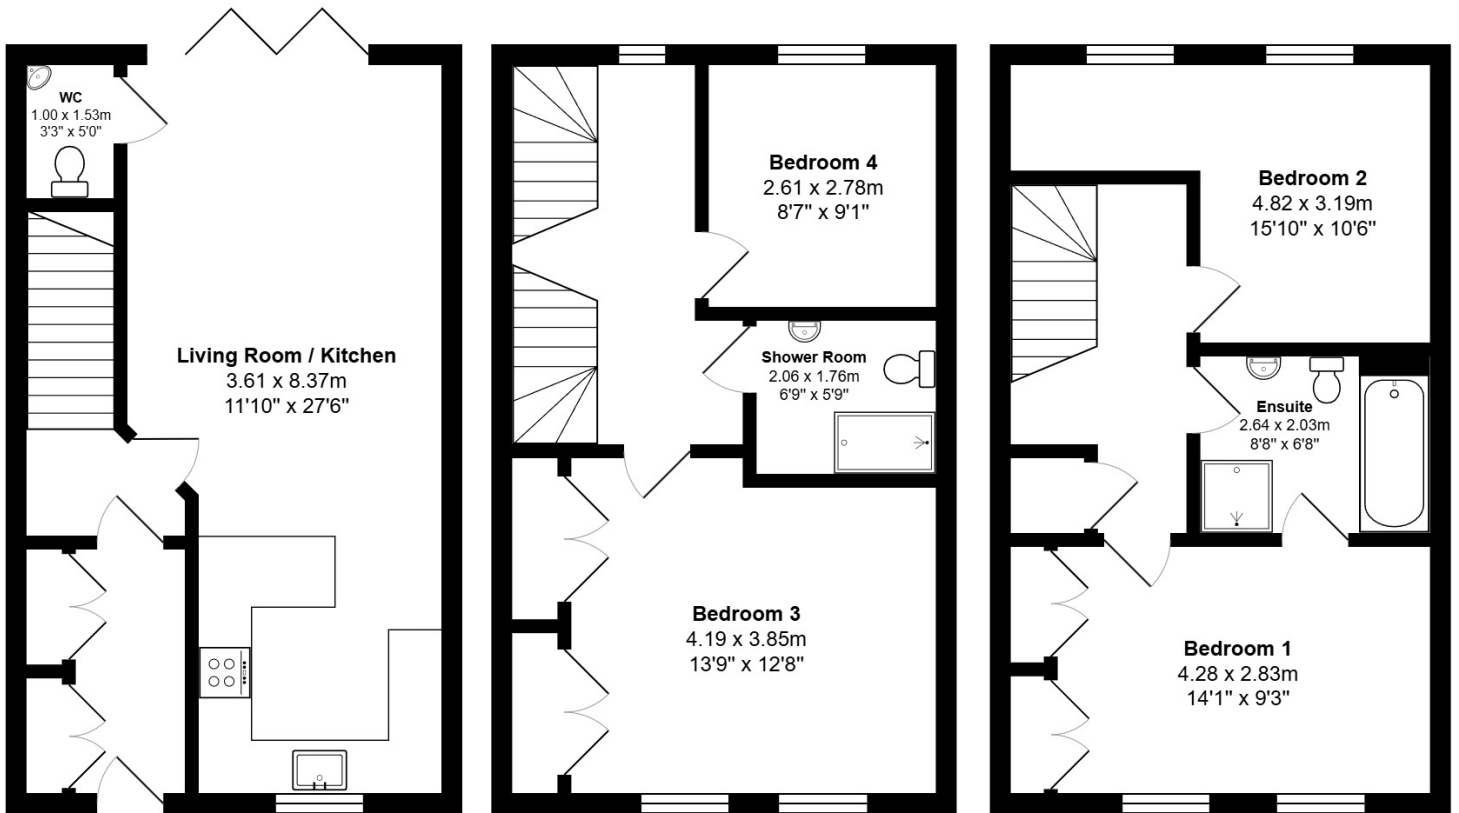 WC
1.00 x 1.53m
3'3" x 5'0"
Living Room / Kitchen
3.61 x 8.37m
11'10" x 27'6"
Bedroom 4
2.61 x 2.78m
8'7" x 9'1"
Shower Room
2.06 x 1.76m
6'9" x 5'9"
Bedroom 3
4.19 x 3.85m
13'9" x 12'8"
Bedroom 2
4.82 x 3.19m
15'10" x 10'6"
Ensuite
2.64 x 2.03m
8'8" x 6'8"
Bedroom 1
4.28 x 2.83m
14'1" x 9'3"